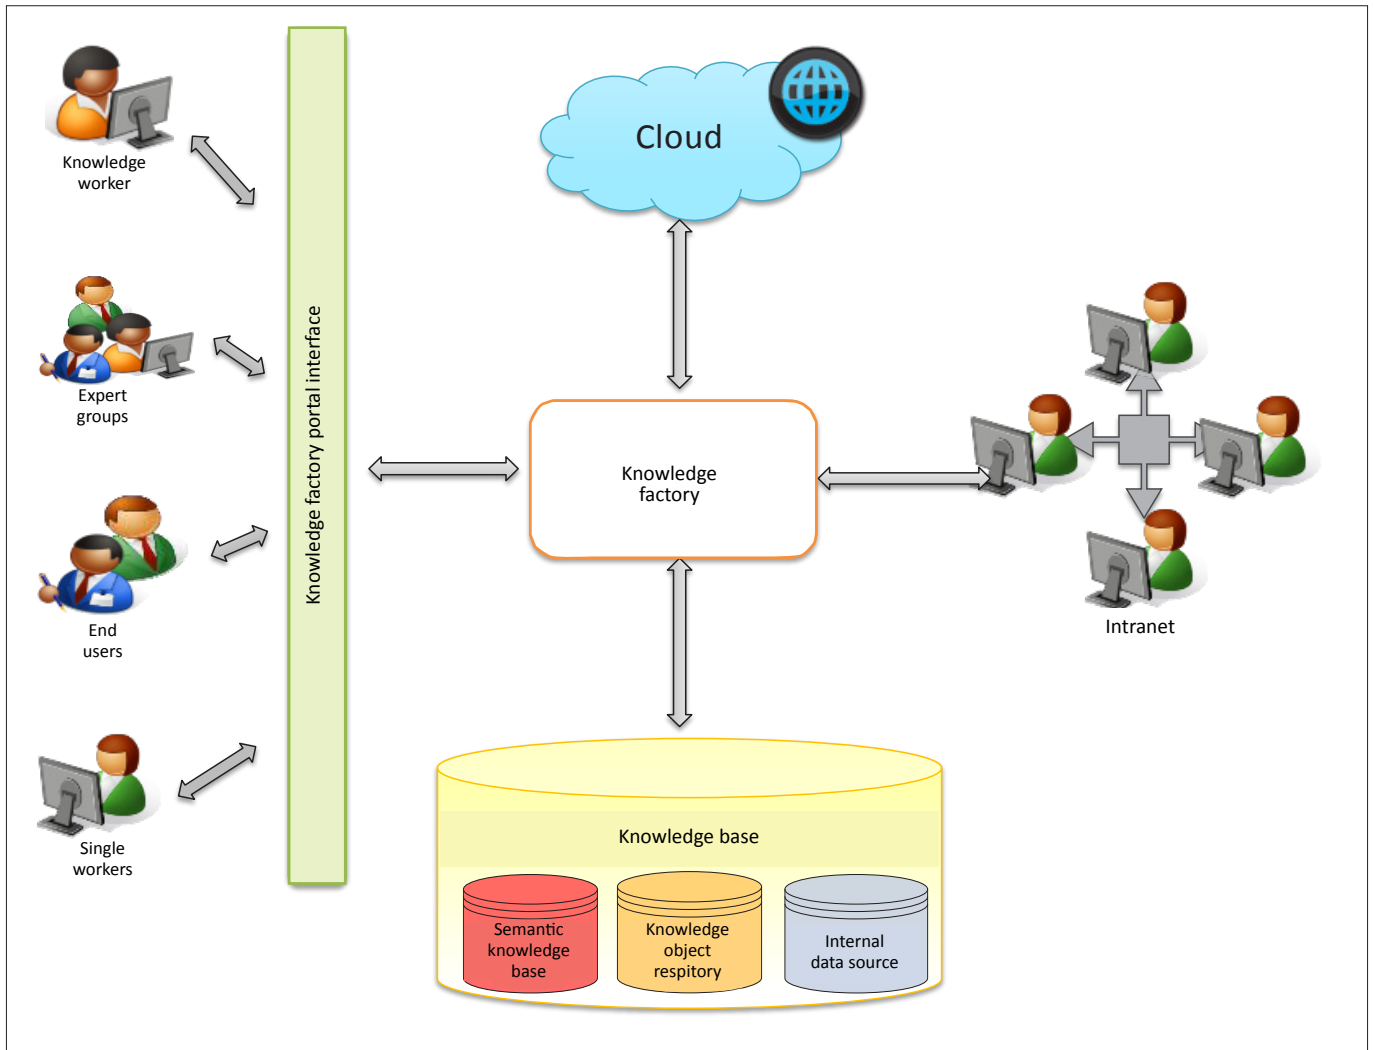 Knowledge
worker
Expert
groups
End
users
Single
workers
Knowledge factory portal interface
Cloud
Knowledge
factory
Intranet
Knowledge base
Semantic
knowledge
base
Knowledge
object
respitory
Internal
data source